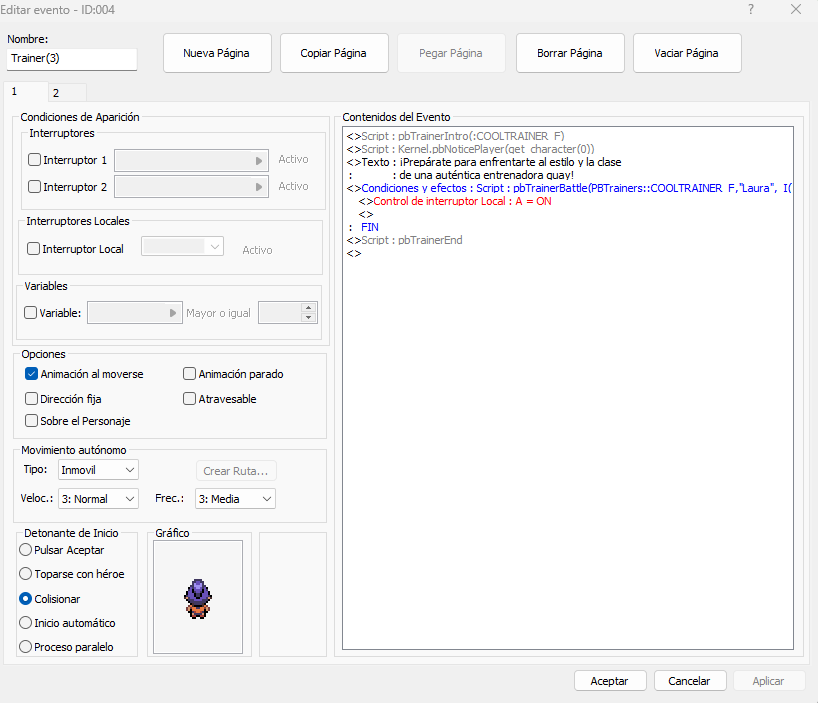 Editar evento - ID:004
? 
Nombre:
Trainer(3)
Nueva Página
Copiar Página
Pegar Página
Borrar Página
Vaciar Página
1
2
Condiciones de Aparición
Interruptores
Interruptor 1
Activo
Interruptor 2
Activo
Interruptores Locales
Interruptor Local
Activo
Variables
Variable:
Mayor o igual
Opciones
Animación al moverse
Animación parado
Dirección fija
Atravesable
Sobre el Personaje
Movimiento autónomo
Tipo:
Inmovil
Crear Ruta...
Veloc.:
3: Normal
Frec.:
3: Media
Detonante de Inicio
Pulsar Aceptar
Toparse con héroe
Colisionar
Inicio automático
Proceso paralelo
Gráfico
Contenidos del Evento
<>Script : pbTrainerIntro(:COOLTRAINER_F)
<>Script : Kernel.pbNoticePlayer(get_character(0))
<>Texto : ¡Prepárate para enfrentarte al estilo y la clase
: : de una auténtica entrenadora guay!
<>Condiciones y efectos : Script : pbTrainerBattle(PBTrainers::COOLTRAINER_F,"Laura", I(
<>Control de interruptor Local : A = ON
<>
: FIN
<>Script : pbTrainerEnd
<>
Aceptar
Cancelar
Aplicar